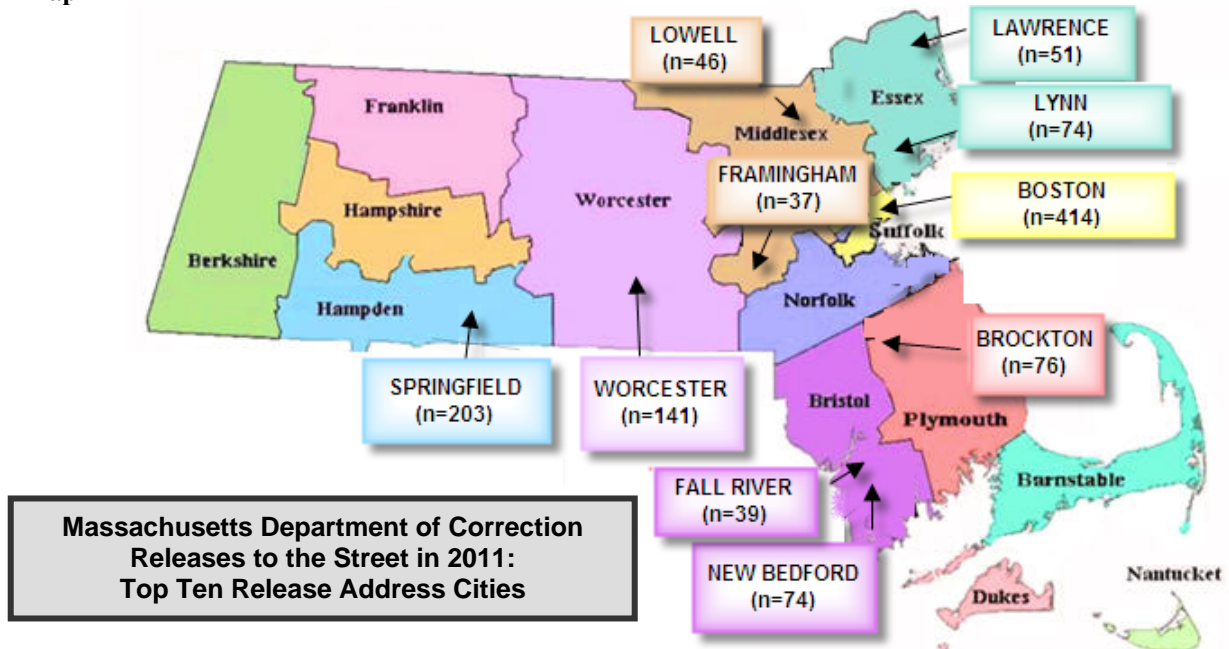 LOWELL
(n=46)
LAWRENCE
(n=51)
Essex
LYNN
(n=74)
Franklin
Middlesex
FRAMINGHAM
(n=37)
BOSTON
(n=414)
Hampshire
Worcester
Suffolk
Berkshire
Hampden
Norfolk
SPRINGFIELD
(n=203)
WORCESTER
(n=141)
BROCKTON
(n=76)
Bristol
Plymouth
Barnstable
FALL RIVER
(n=39)
NEW BEDFORD
(n=74)
Massachusetts Department of Correction
Releases to the Street in 2011:
Top Ten Release Address Cities
Nantucket
Dukes